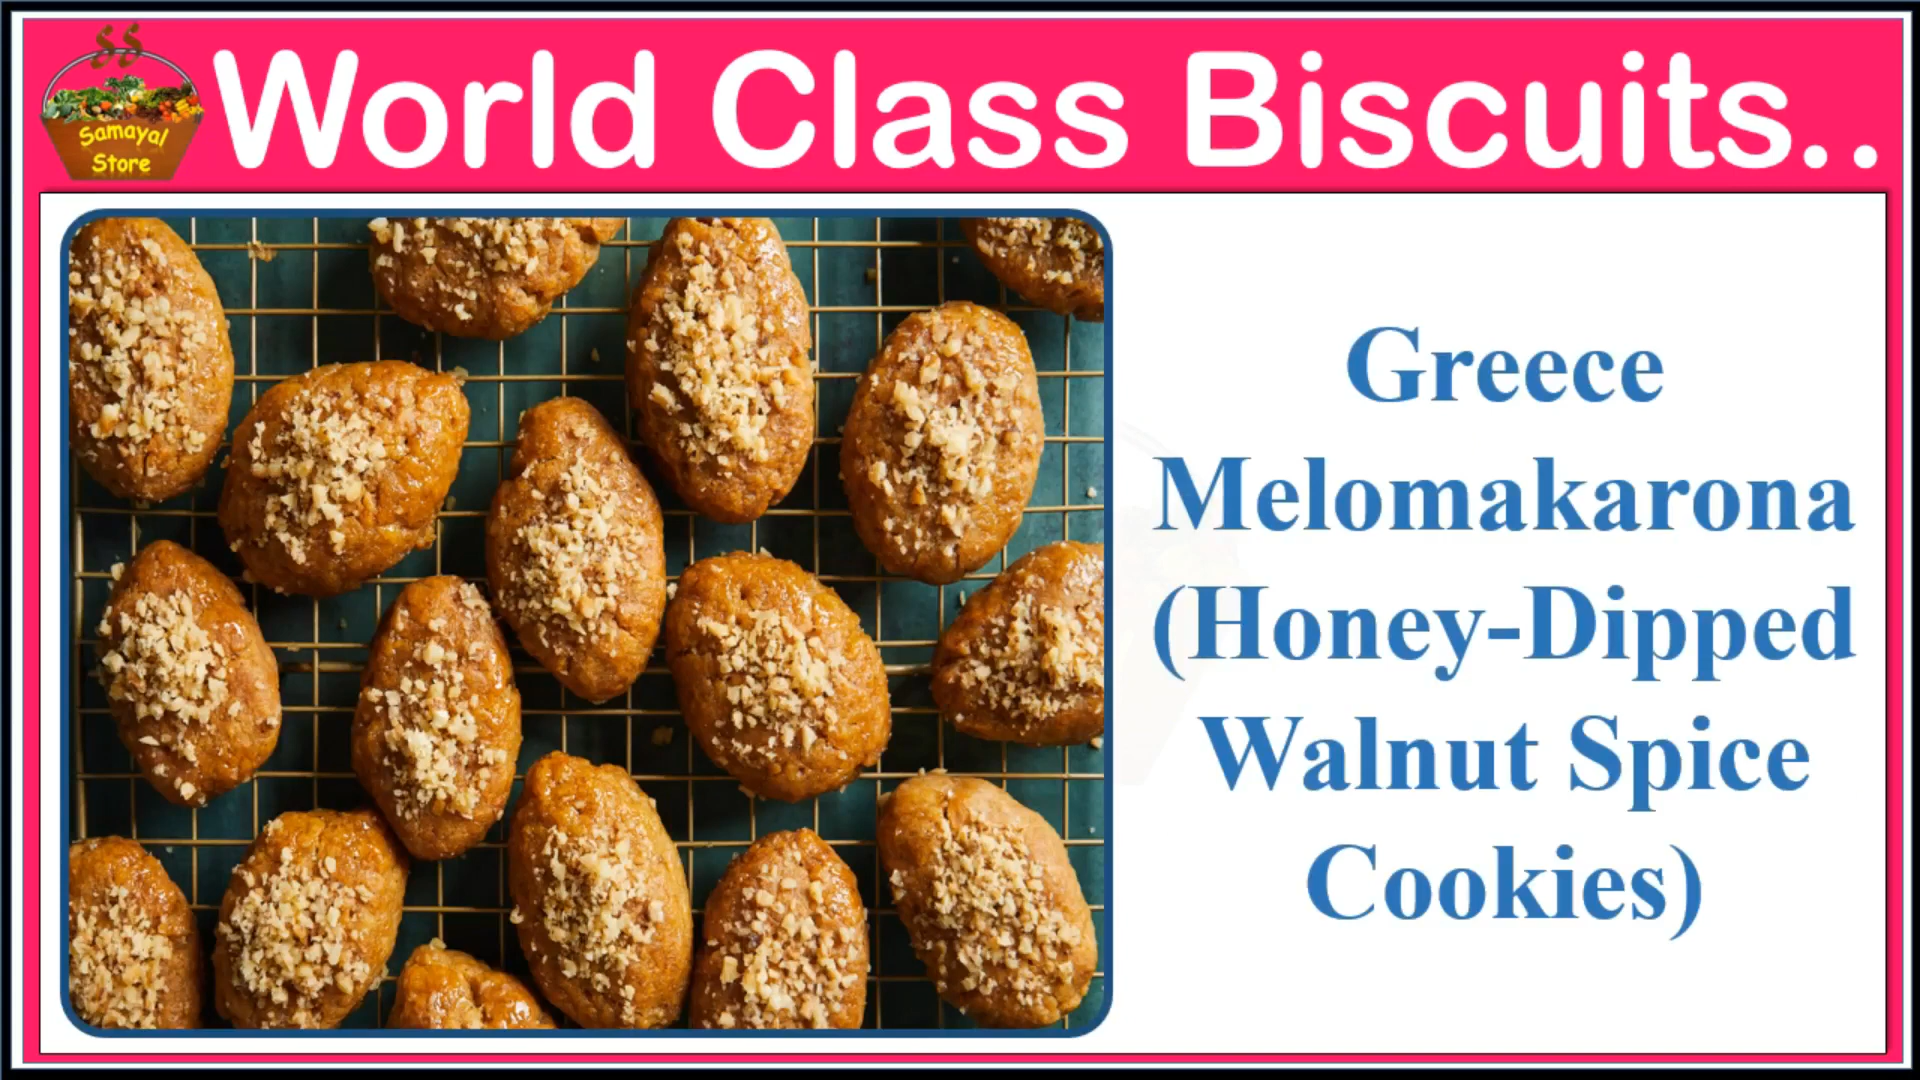 Samayal
Store
World Class Biscuits..
Greece
Melomakarona
(Honey-Dipped
Walnut Spice
Cookies)